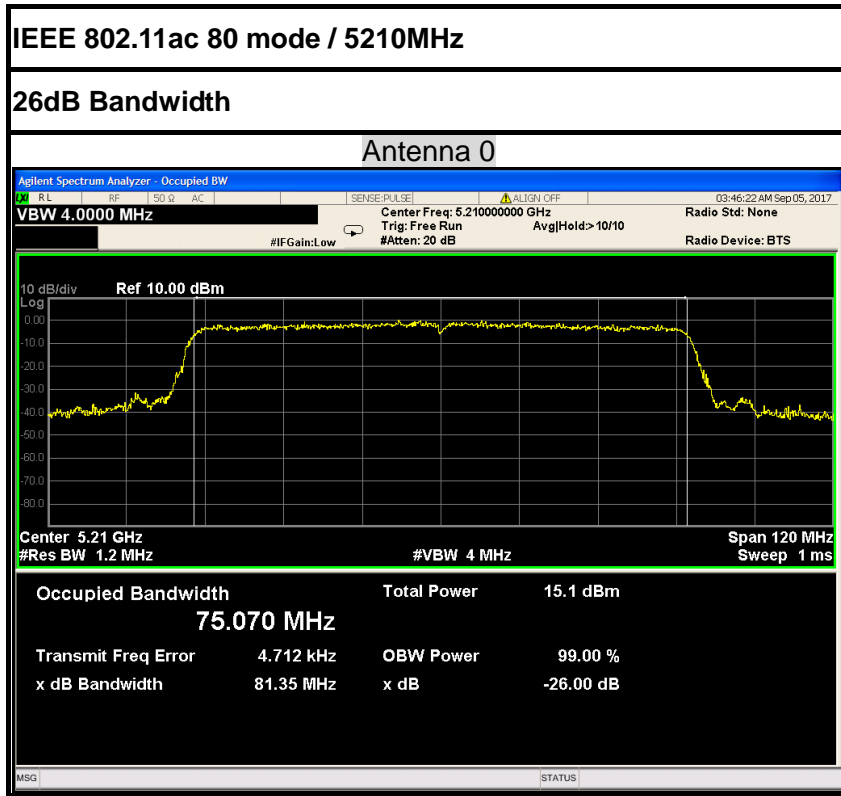 IEEE 802.11ac 80 mode / 5210MHz
26dB Bandwidth
Antenna 0
Agilent Spectrum Analyzer - Occupied BW
LXI RL RF 50 Ω AC SENSE:PULSE ALIGN OFF 03:46:22 AM Sep 05, 2017
VBW 4.0000 MHz Center Freq: 5.210000000 GHz Radio Std: None
Trig: Free Run Avg|Hold:> 10/10
#IFGain:Low #Atten: 20 dB Radio Device: BTS
10 dB/div Ref 10.00 dBm
Log
0.00
-10.0
-20.0
-30.0
-40.0
-50.0
-60.0
-70.0
-80.0
Center 5.21 GHz Span 120 MHz
#Res BW 1.2 MHz #VBW 4 MHz Sweep 1 ms
Occupied Bandwidth Total Power 15.1 dBm
75.070 MHz
Transmit Freq Error 4.712 kHz OBW Power 99.00 %
x dB Bandwidth 81.35 MHz x dB -26.00 dB
MSG STATUS